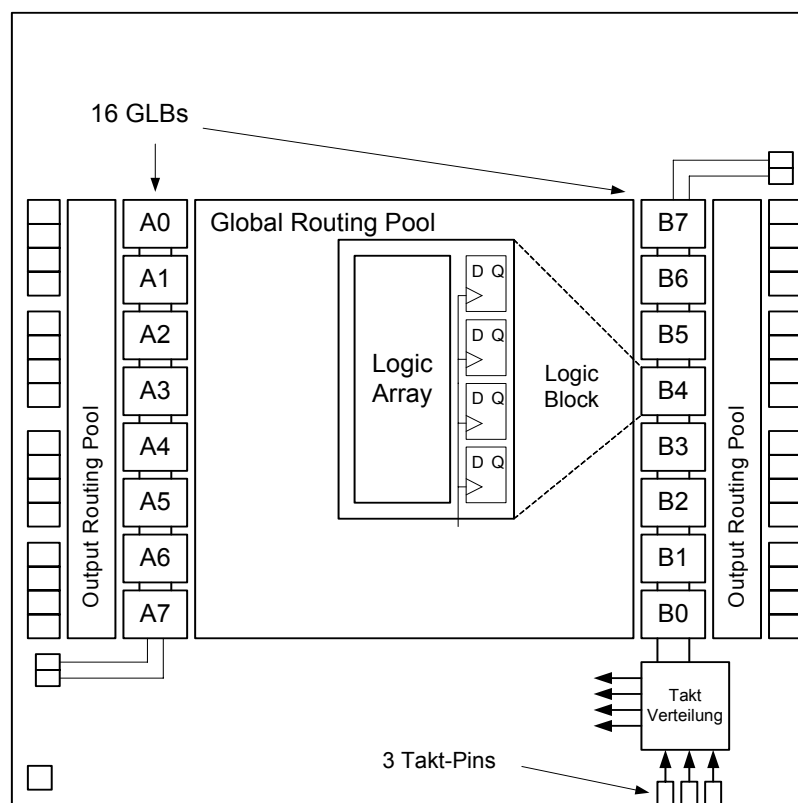 16 GLBs
A0
Global Routing Pool
B7
A1
D Q
B6
A2
D Q
B5
Logic
Array
Logic
Block
A3
D Q
B4
A4
D Q
B3
A5
B2
A6
B1
A7
B0
Output Routing Pool
Output Routing Pool
Takt
Verteilung
3 Takt-Pins